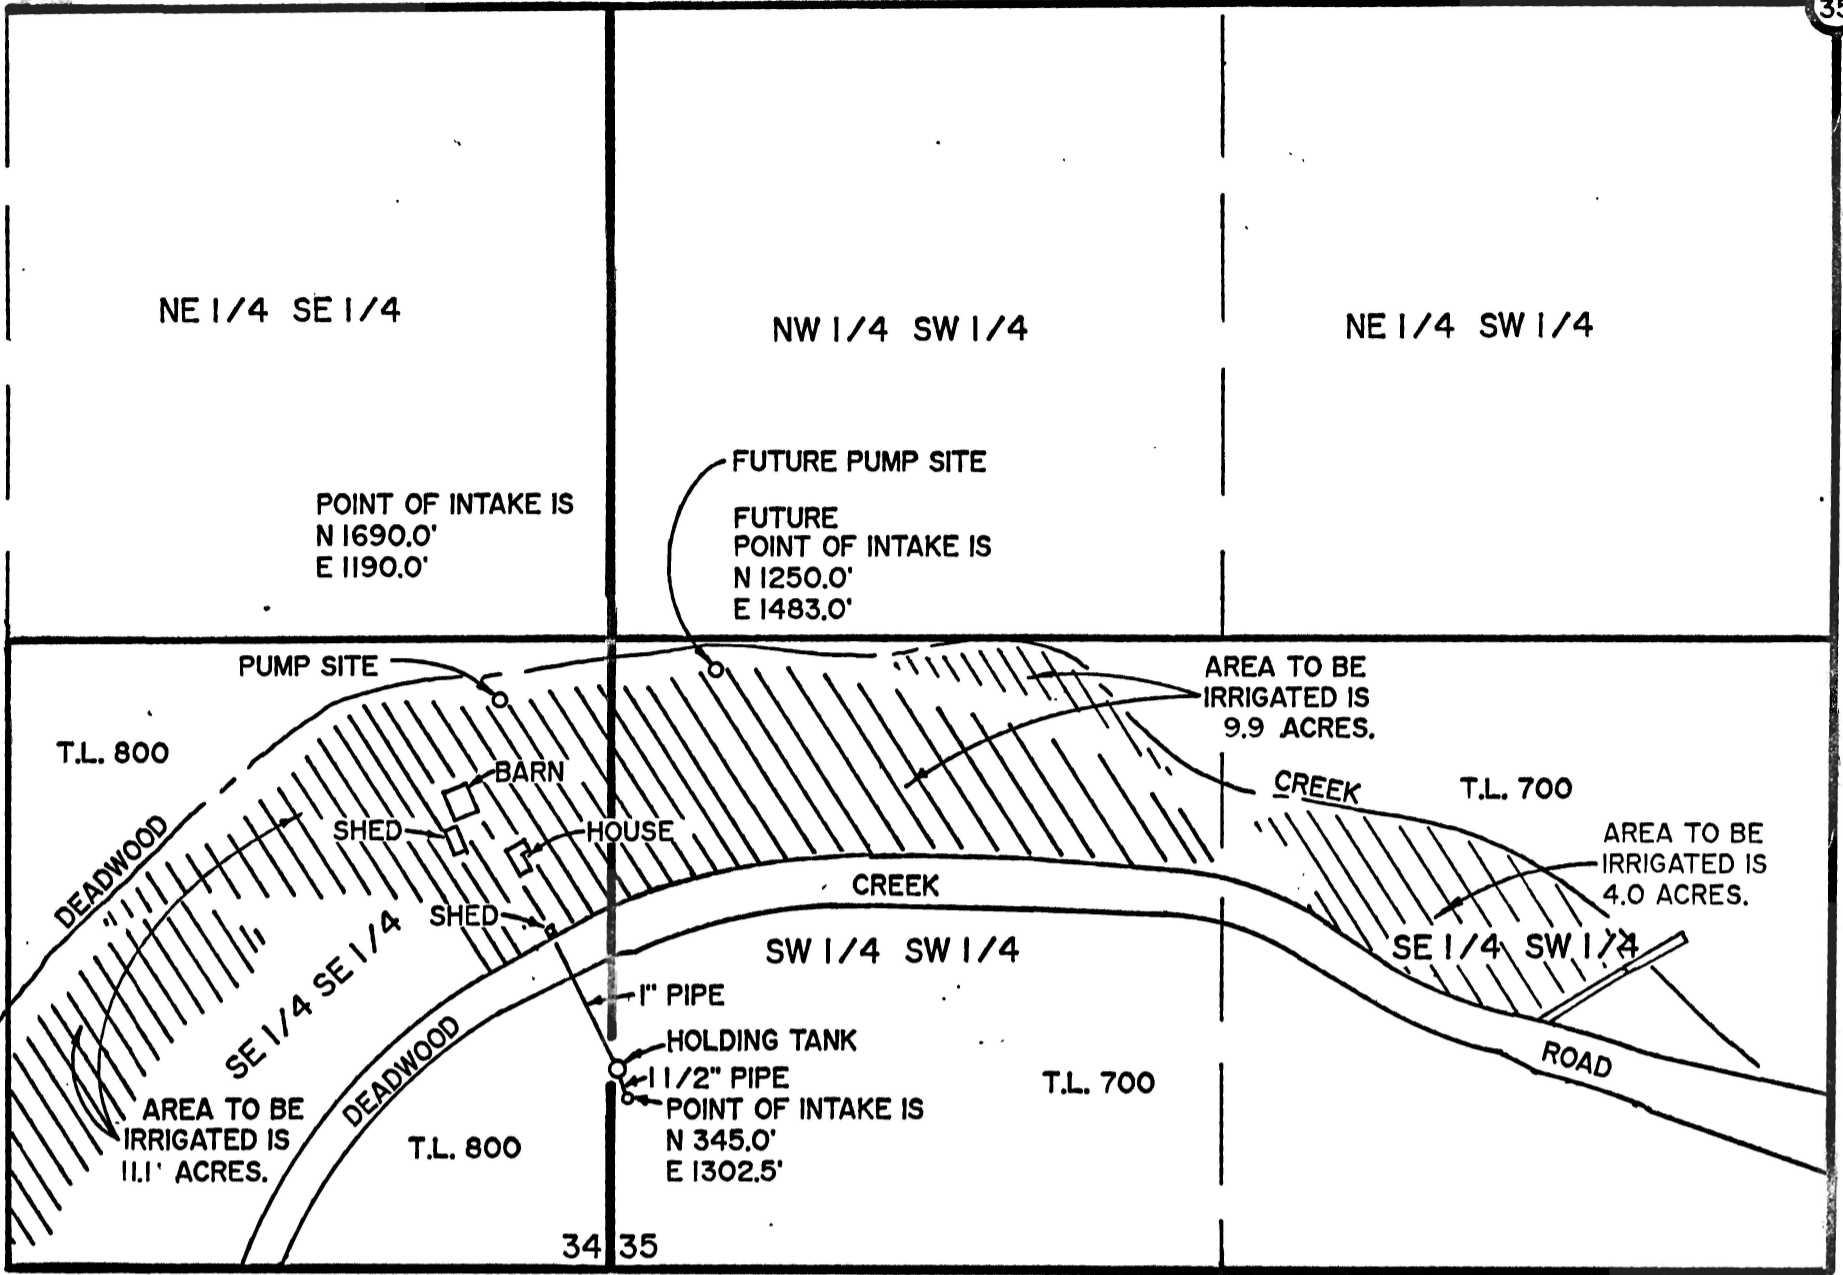 35
NE 1/4 SE 1/4
NW 1/4 SW 1/4
NE 1/4 SW 1/4
FUTURE PUMP SITE
POINT OF INTAKE IS
N 1690.0'
E 1190.0'
FUTURE
POINT OF INTAKE IS
N 1250.0'
E 1483.0'
PUMP SITE
AREA TO BE
IRRIGATED IS
9.9 ACRES.
T.L. 800
BARN
CREEK
T.L. 700
SHED
HOUSE
DEADWOOD
AREA TO BE
IRRIGATED IS
4.0 ACRES.
CREEK
SHED
SE 1/4 SE 1/4
SW 1/4 SW 1/4
SE 1/4 SW 1/4
1" PIPE
DEADWOOD
HOLDING TANK
ROAD
1 1/2" PIPE
T.L. 700
POINT OF INTAKE IS
N 345.0'
E 1302.5'
AREA TO BE
IRRIGATED IS
11.1' ACRES.
T.L. 800
34 35